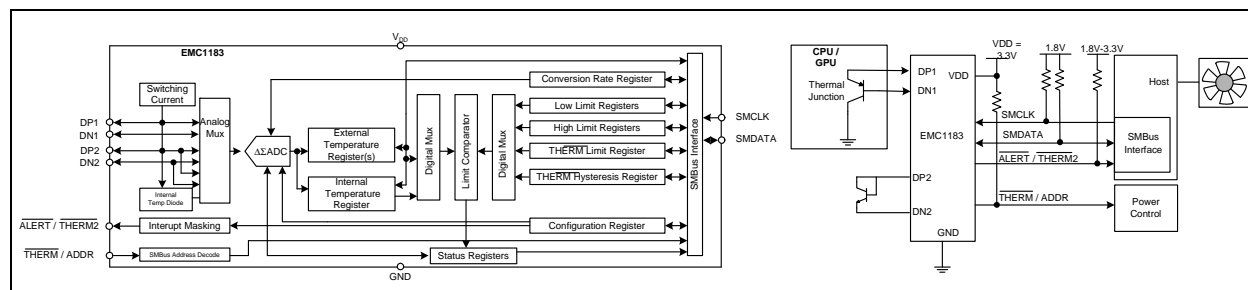 V_DD
EMC1183
Switching
Current
DP1
DN1
DP2
DN2
Analog
Mux
Internal
Temp Diode
ΔΣADC
External
Temperature
Register(s)
Internal
Temperature
Register
Digital Mux
Limit Comparator
Digital Mux
Conversion Rate Register
Low Limit Registers
High Limit Registers
THERM Limit Register
THERM Hysteresis Register
SMBus Interface
SMCLK
SMDATA
ALERT / THERM2
Interupt Masking
Configuration Register
THERM / ADDR
SMBus Address Decode
Status Registers
GND
CPU /
GPU
Thermal
Junction
DP1
DN1
VDD =
3.3V
VDD
1.8V
1.8V-3.3V
Host
SMCLK
EMC1183
SMDATA
SMBus
Interface
ALERT / THERM2
DP2
DN2
THERM / ADDR
Power
Control
GND